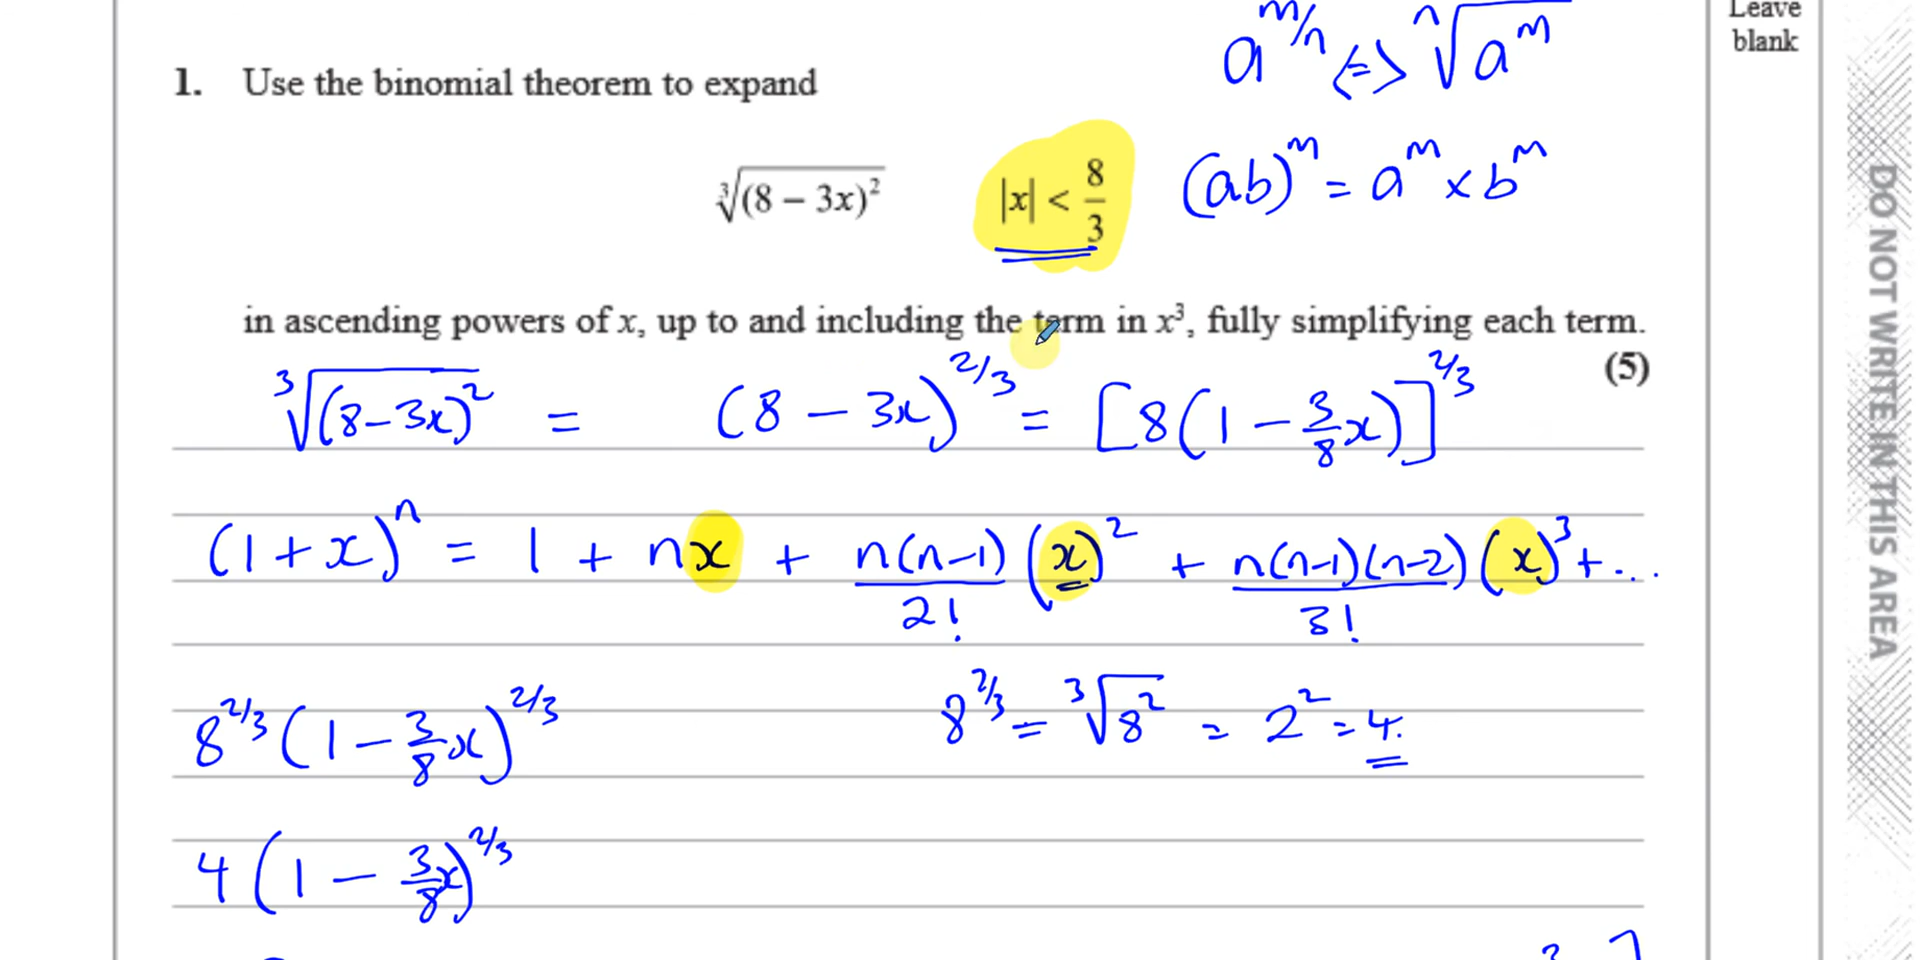 Leave
blank
a^{m/n} <=> ⁿ√a^m
1. Use the binomial theorem to expand
∛(8 – 3x)² |x| < 8/3
(ab)^m = a^m × b^m
in ascending powers of x, up to and including the term in x³, fully simplifying each term.
(5)
∛(8-3x)² = (8 – 3x)^{2/3} = [8(1 – 3/8 x)]^{2/3}
(1+x)^n = 1 + nx + n(n-1)/2! (x)² + n(n-1)(n-2)/3! (x)³ + ...
8^{2/3} (1 – 3/8 x)^{2/3}
8^{2/3} = ∛8² = 2² = 4.
4 (1 – 3/8 x)^{2/3}
DO NOT WRITE IN THIS AREA